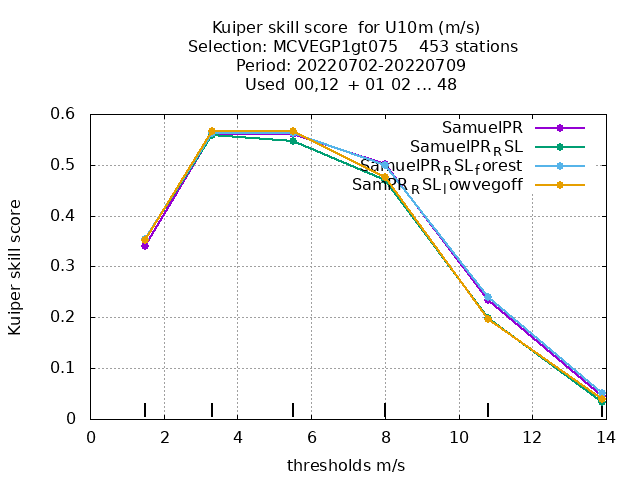 Kuiper skill score for U10m (m/s)
Selection: MCVEGP1gt075 453 stations
Period: 20220702-20220709
Used 00,12 + 01 02 ... 48
0.6
0.5
0.4
0.3
0.2
0.1
0
Kuiper skill score
SamuelPR
SamuelPR_RSL
SamuelPR_RSL_forest
SamPR_RSL_lowvegoff
0 2 4 6 8 10 12 14
thresholds m/s